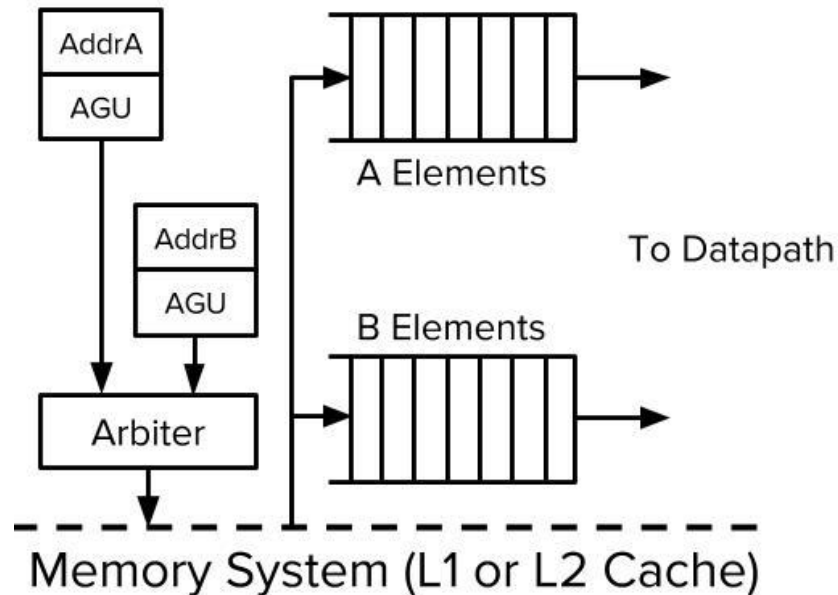 AddrA
AGU
A Elements
AddrB
AGU
To Datapath
B Elements
Arbiter
Memory System (L1 or L2 Cache)